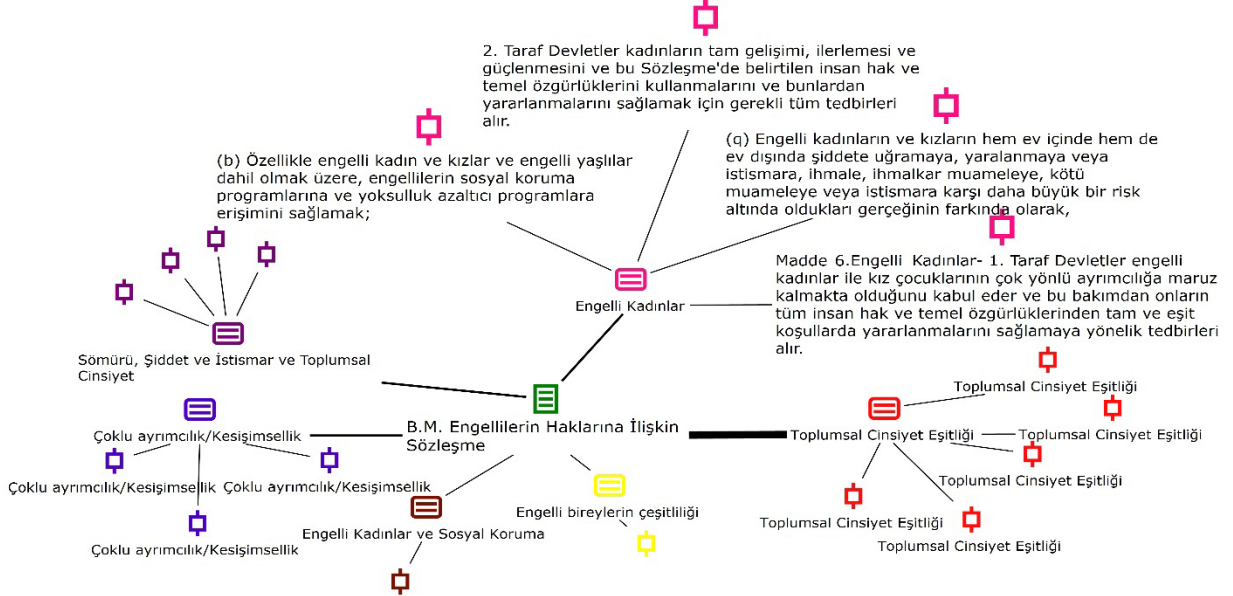 2. Taraf Devletler kadınların tam gelişimi, ilerlemesi ve
güçlenmesini ve bu Sözleşme'de belirtilen insan hak ve
temel özgürlüklerini kullanmalarını ve bunlardan
yararlanmalarını sağlamak için gerekli tüm tedbirleri
alır.
(b) Özellikle engelli kadın ve kızlar ve engelli yaşlılar
dahil olmak üzere, engellilerin sosyal koruma
programlarına ve yoksulluk azaltıcı programlara
erişimini sağlamak;
(q) Engelli kadınların ve kızların hem ev içinde hem de
ev dışında şiddete uğramaya, yaralanmaya veya
istismara, ihmale, ihmalkar muameleye, kötü
muameleye veya istismara karşı daha büyük bir risk
altında oldukları gerçeğinin farkında olarak,
Madde 6.Engelli Kadınlar- 1. Taraf Devletler engelli
kadınlar ile kız çocuklarının çok yönlü ayrımcılığa maruz
kalmakta olduğunu kabul eder ve bu bakımdan onların
tüm insan hak ve temel özgürlüklerinden tam ve eşit
koşullarda yararlanmalarını sağlamaya yönelik tedbirleri
alır.
Engelli Kadınlar
Sömürü, Şiddet ve İstismar ve Toplumsal
Cinsiyet
Toplumsal Cinsiyet Eşitliği
B.M. Engellilerin Haklarına İlişkin
Sözleşme
Çoklu ayrımcılık/Kesişimsellik
Toplumsal Cinsiyet Eşitliği
Toplumsal Cinsiyet Eşitliği
Toplumsal Cinsiyet Eşitliği
Çoklu ayrımcılık/Kesişimsellik
Çoklu ayrımcılık/Kesişimsellik
Engelli bireylerin çeşitliliği
Toplumsal Cinsiyet Eşitliği
Engelli Kadınlar ve Sosyal Koruma
Çoklu ayrımcılık/Kesişimsellik
Toplumsal Cinsiyet Eşitliği